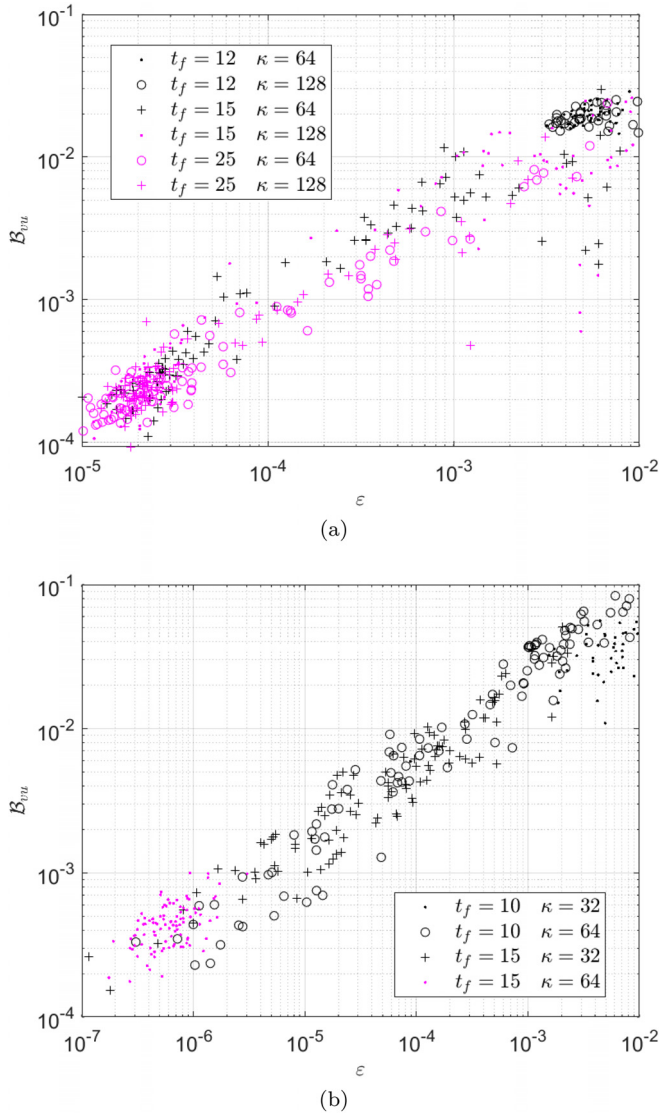 10^-1
t_f = 12 κ = 64
t_f = 12 κ = 128
t_f = 15 κ = 64
t_f = 15 κ = 128
t_f = 25 κ = 64
t_f = 25 κ = 128
10^-2
B_vu
10^-3
10^-4
10^-5 10^-4 10^-3 10^-2
ε
(a)
10^-1
10^-2
B_vu
10^-3
t_f = 10 κ = 32
t_f = 10 κ = 64
t_f = 15 κ = 32
t_f = 15 κ = 64
10^-4
10^-7 10^-6 10^-5 10^-4 10^-3 10^-2
ε
(b)